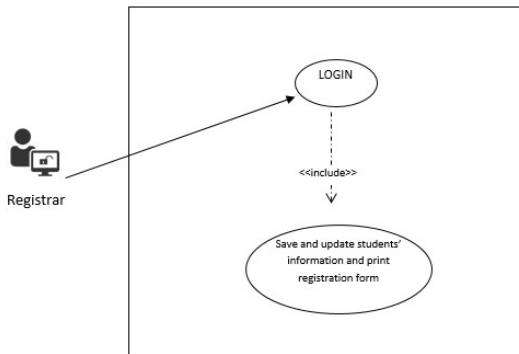 LOGIN
Registrar
<<include>>
Save and update students'
information and print
registration form